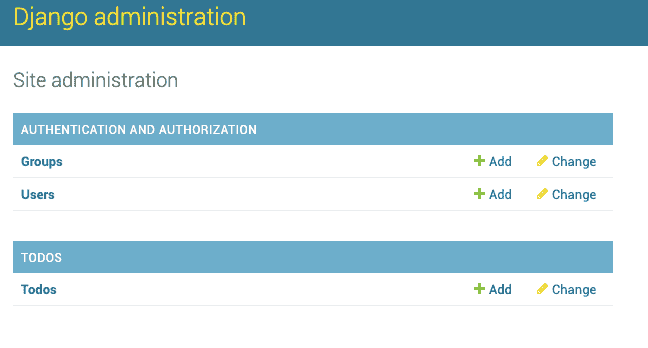 Django administration
Site administration
AUTHENTICATION AND AUTHORIZATION
Groups Add Change
Users Add Change
TODOS
Todos Add Change